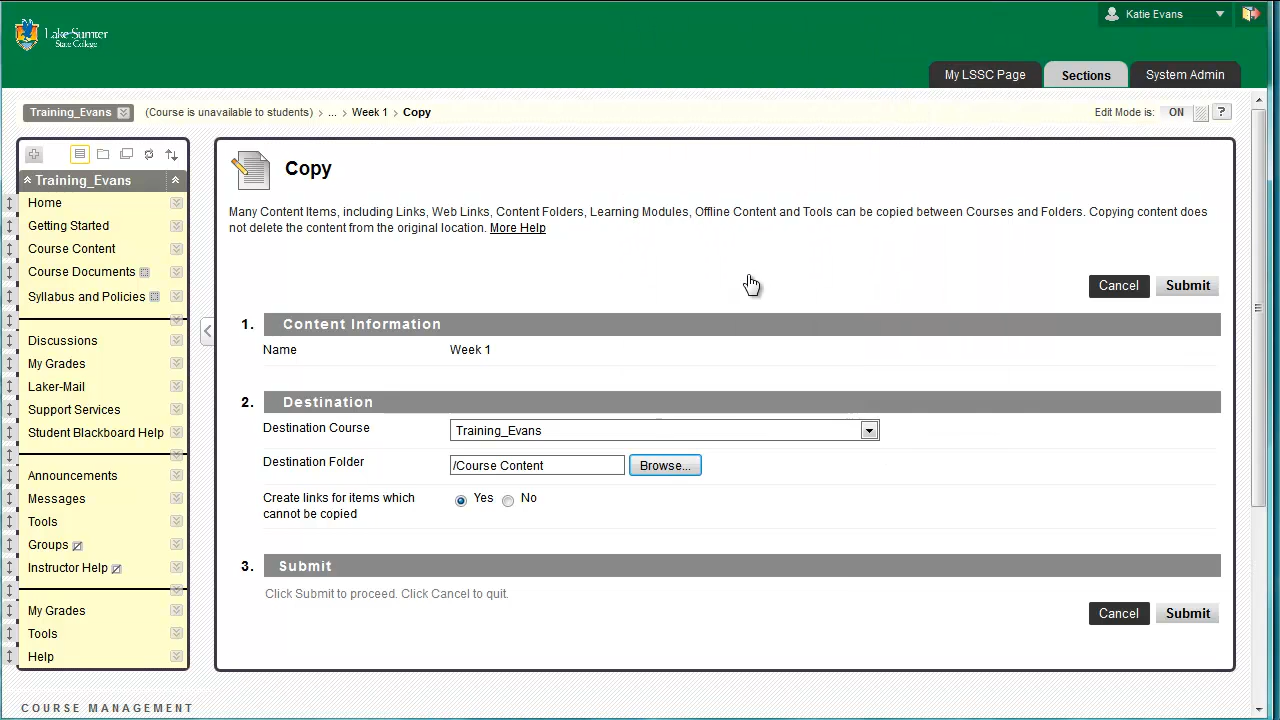 Katie Evans
Lake-Sumter
State College
My LSSC Page
Sections
System Admin
Training_Evans
(Course is unavailable to students) > ... > Week 1 > Copy
Edit Mode is: ON
?
Training_Evans
Home
Getting Started
Course Content
Course Documents
Syllabus and Policies
Discussions
My Grades
Laker-Mail
Support Services
Student Blackboard Help
Announcements
Messages
Tools
Groups
Instructor Help
My Grades
Tools
Help
COURSE MANAGEMENT
Copy
Many Content Items, including Links, Web Links, Content Folders, Learning Modules, Offline Content and Tools can be copied between Courses and Folders. Copying content does
not delete the content from the original location. More Help
Cancel
Submit
1. Content Information
Name
Week 1
2. Destination
Destination Course
Training_Evans
Destination Folder
/Course Content
Browse...
Create links for items which
cannot be copied
Yes
No
3. Submit
Click Submit to proceed. Click Cancel to quit.
Cancel
Submit